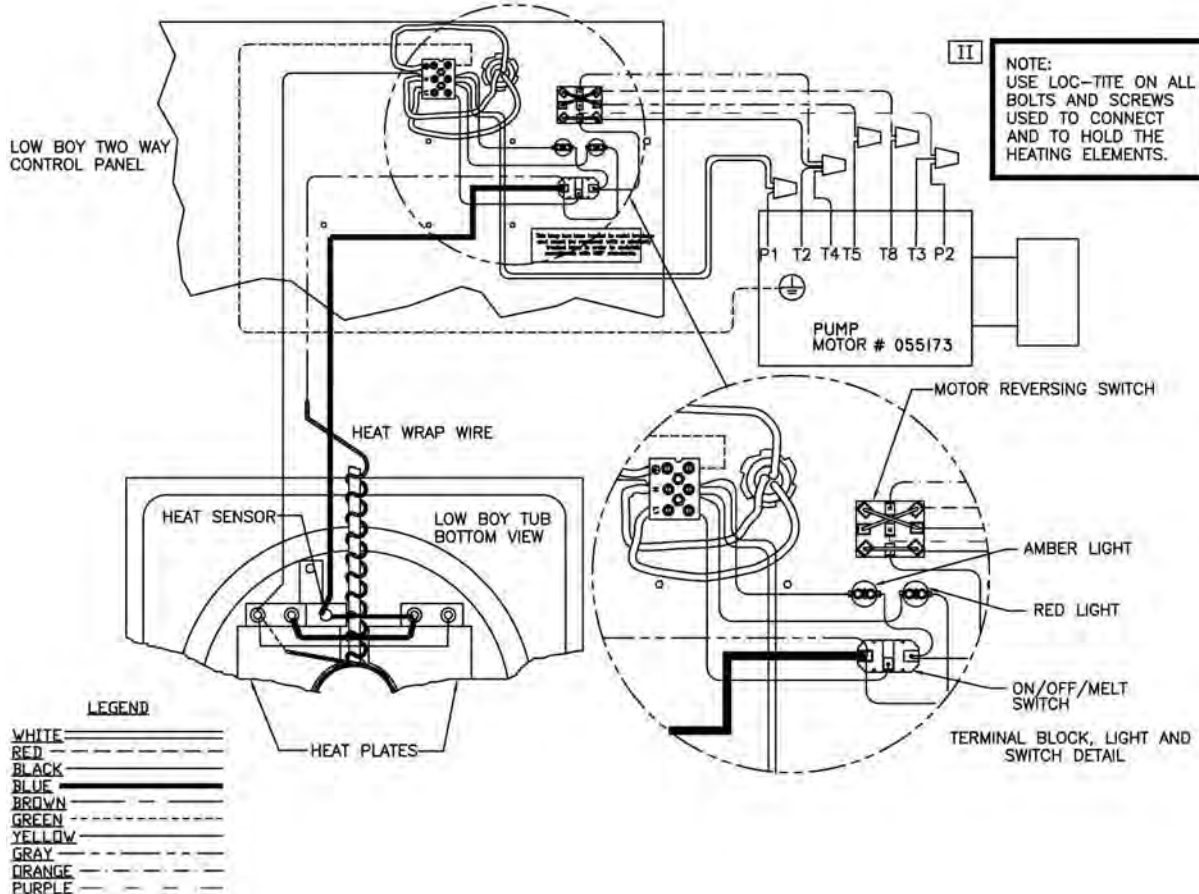 LOW BOY TWO WAY
CONTROL PANEL
II
NOTE:
USE LOC-TITE ON ALL
BOLTS AND SCREWS
USED TO CONNECT
AND TO HOLD THE
HEATING ELEMENTS.
P1 T2 T4 T5 T8 T3 P2
PUMP
MOTOR # 055173
MOTOR REVERSING SWITCH
HEAT WRAP WIRE
HEAT SENSOR
LOW BOY TUB
BOTTOM VIEW
AMBER LIGHT
RED LIGHT
ON/OFF/MELT
SWITCH
HEAT PLATES
TERMINAL BLOCK, LIGHT AND
SWITCH DETAIL
LEGEND
WHITE
RED
BLACK
BLUE
BROWN
GREEN
YELLOW
GRAY
ORANGE
PURPLE